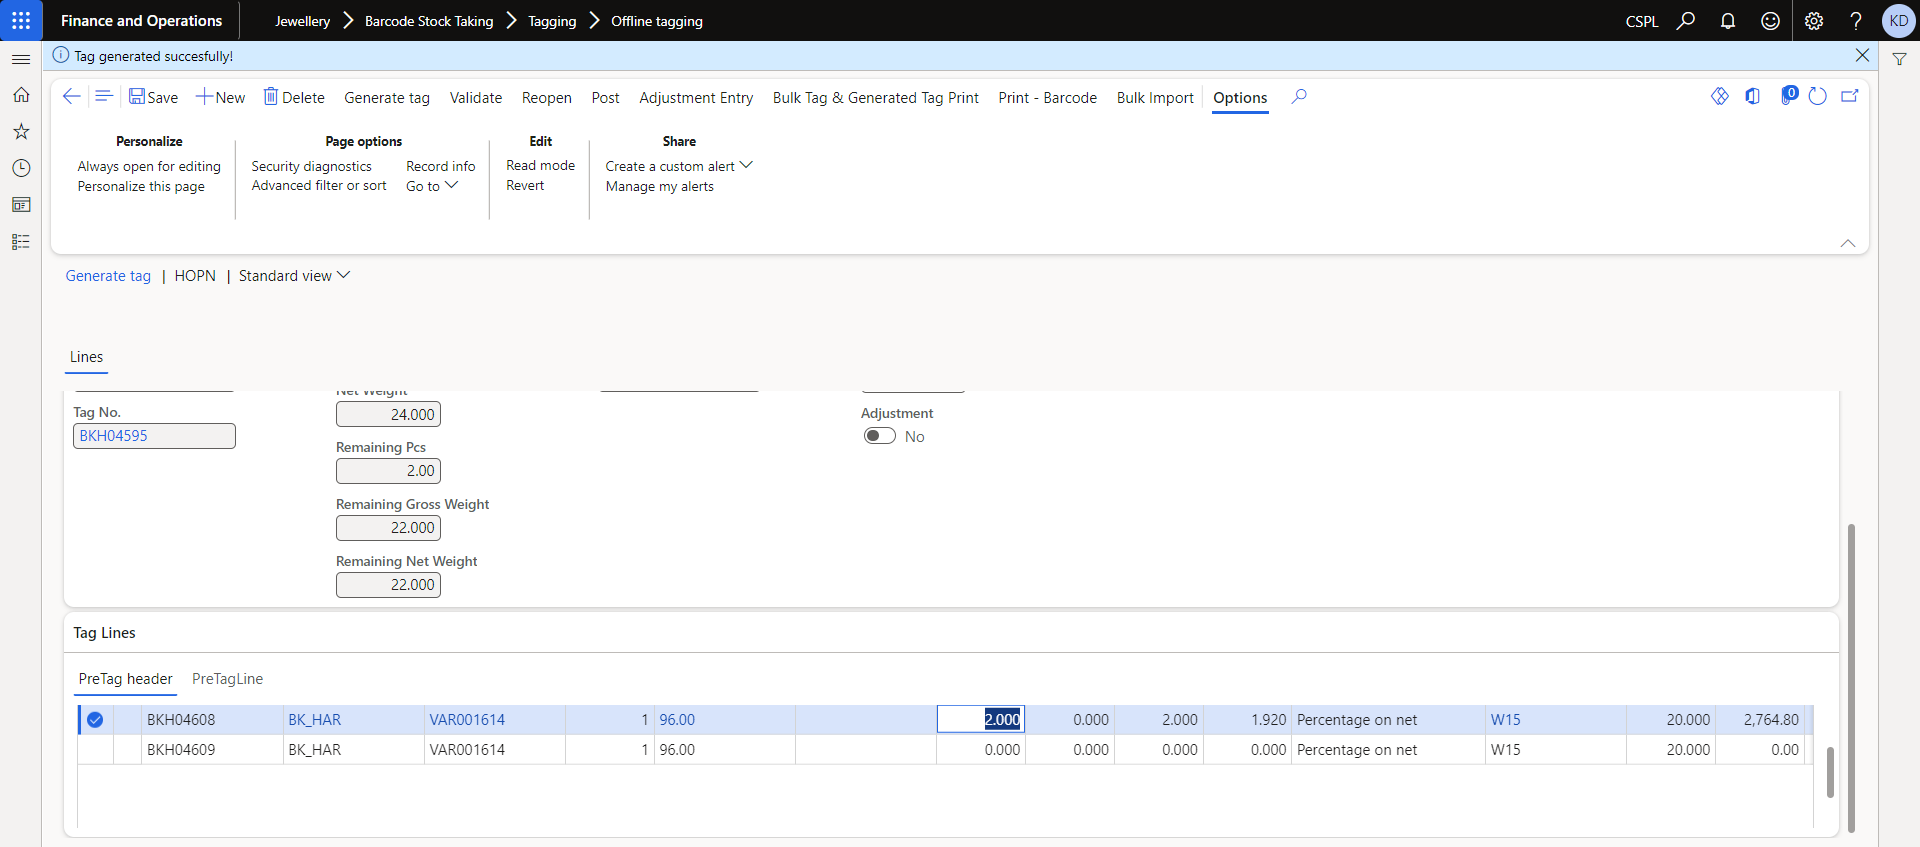 Finance and Operations
Jewellery > Barcode Stock Taking > Tagging > Offline tagging
CSPL
KD
Tag generated succesfully!
Save New Delete Generate tag Validate Reopen Post Adjustment Entry Bulk Tag & Generated Tag Print Print - Barcode Bulk Import Options
0
Personalize Page options Edit Share
Always open for editing Security diagnostics Record info Read mode Create a custom alert
Personalize this page Advanced filter or sort Go to Revert Manage my alerts
Generate tag | HOPN | Standard view
Lines
Net Weight
Tag No. Adjustment
BKH04595 24.000 No
Remaining Pcs
2.00
Remaining Gross Weight
22.000
Remaining Net Weight
22.000
Tag Lines
PreTag header PreTagLine
BKH04608 BK_HAR VAR001614 1 96.00 2.000 0.000 2.000 1.920 Percentage on net W15 20.000 2,764.80
BKH04609 BK_HAR VAR001614 1 96.00 0.000 0.000 0.000 0.000 Percentage on net W15 20.000 0.00